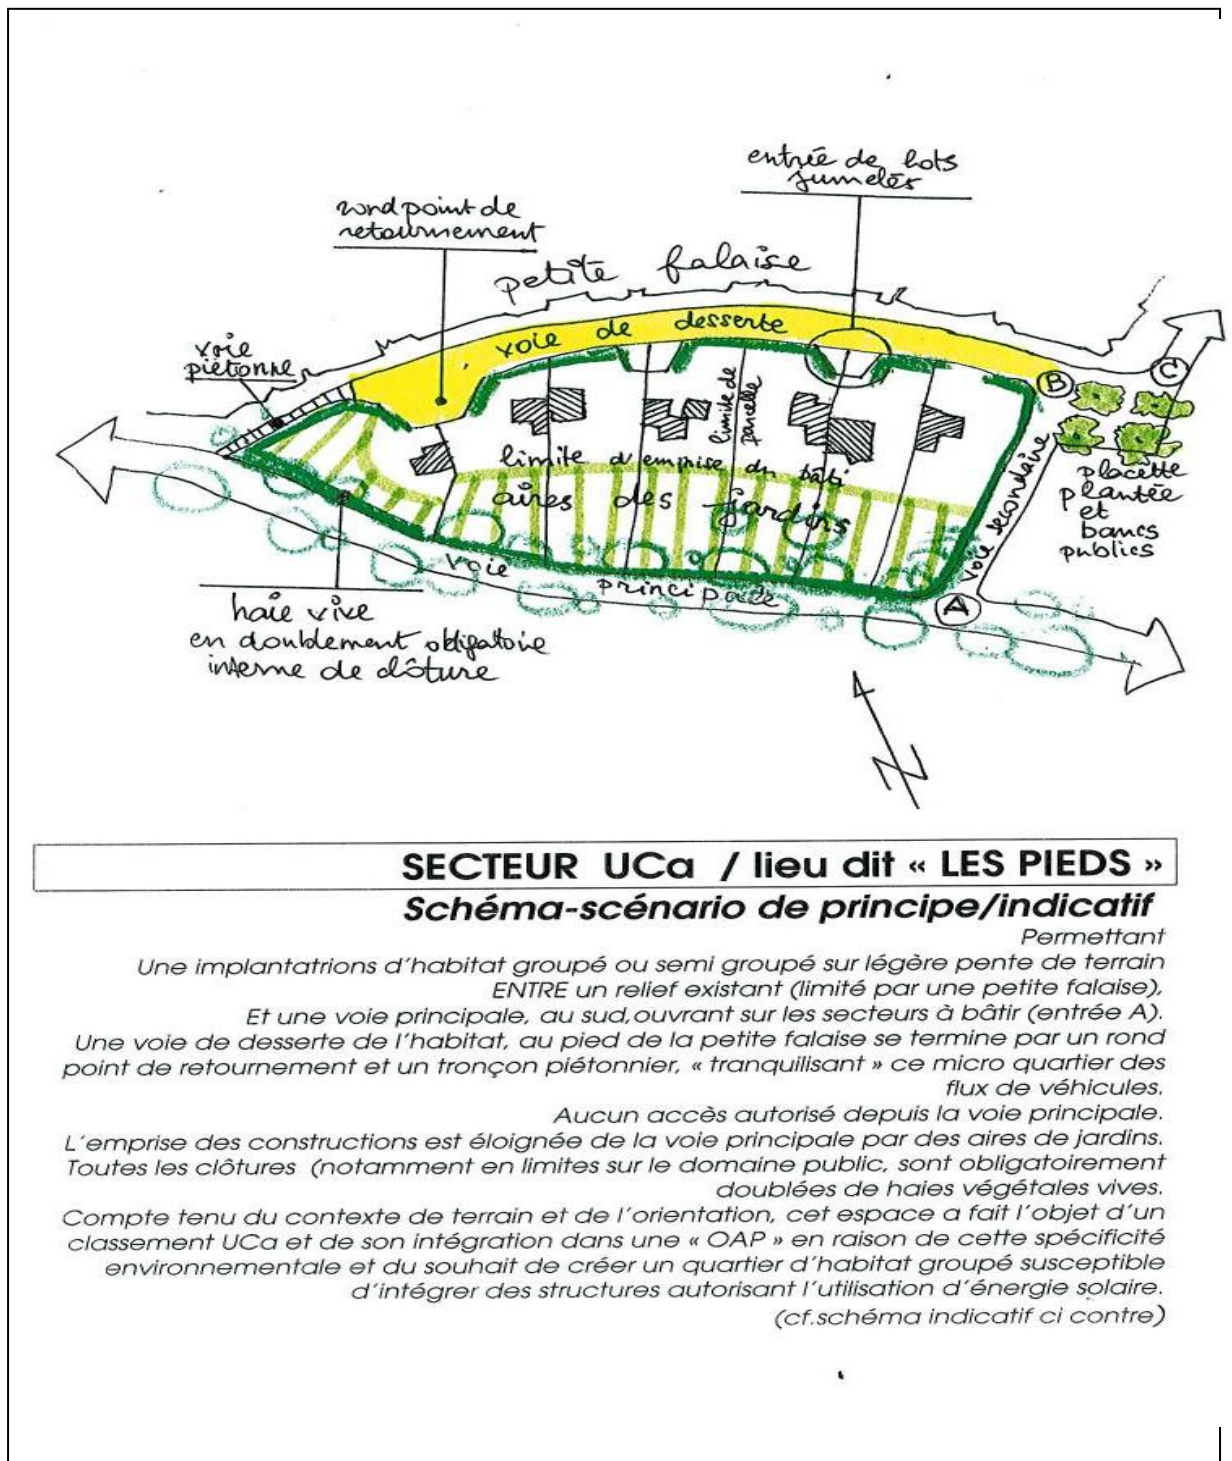 entrée de lots
jumelés
rond point de
retournement
petite falaise
voie de desserte
voie
piétonne
limite de
parcelle
B
C
limite d'emprise du bâti
aires des jardins
voie secondaire
placette
plantée
et
bancs
publics
voie principale
A
haie vive
en doublement obligatoire
interne de clôture
N
SECTEUR UCa / lieu dit « LES PIEDS »
Schéma-scénario de principe/indicatif
Permettant
Une implantatrions d'habitat groupé ou semi groupé sur légère pente de terrain
ENTRE un relief existant (limité par une petite falaise),
Et une voie principale, au sud,ouvrant sur les secteurs à bâtir (entrée A).
Une voie de desserte de l'habitat, au pied de la petite falaise se termine par un rond
point de retournement et un tronçon piétonnier, « tranquilisant » ce micro quartier des
flux de véhicules.
Aucun accès autorisé depuis la voie principale.
L'emprise des constructions est éloignée de la voie principale par des aires de jardins.
Toutes les clôtures (notamment en limites sur le domaine public, sont obligatoirement
doublées de haies végétales vives.
Compte tenu du contexte de terrain et de l'orientation, cet espace a fait l'objet d'un
classement UCa et de son intégration dans une « OAP » en raison de cette spécificité
environnementale et du souhait de créer un quartier d'habitat groupé susceptible
d'intégrer des structures autorisant l'utilisation d'énergie solaire.
(cf.schéma indicatif ci contre)